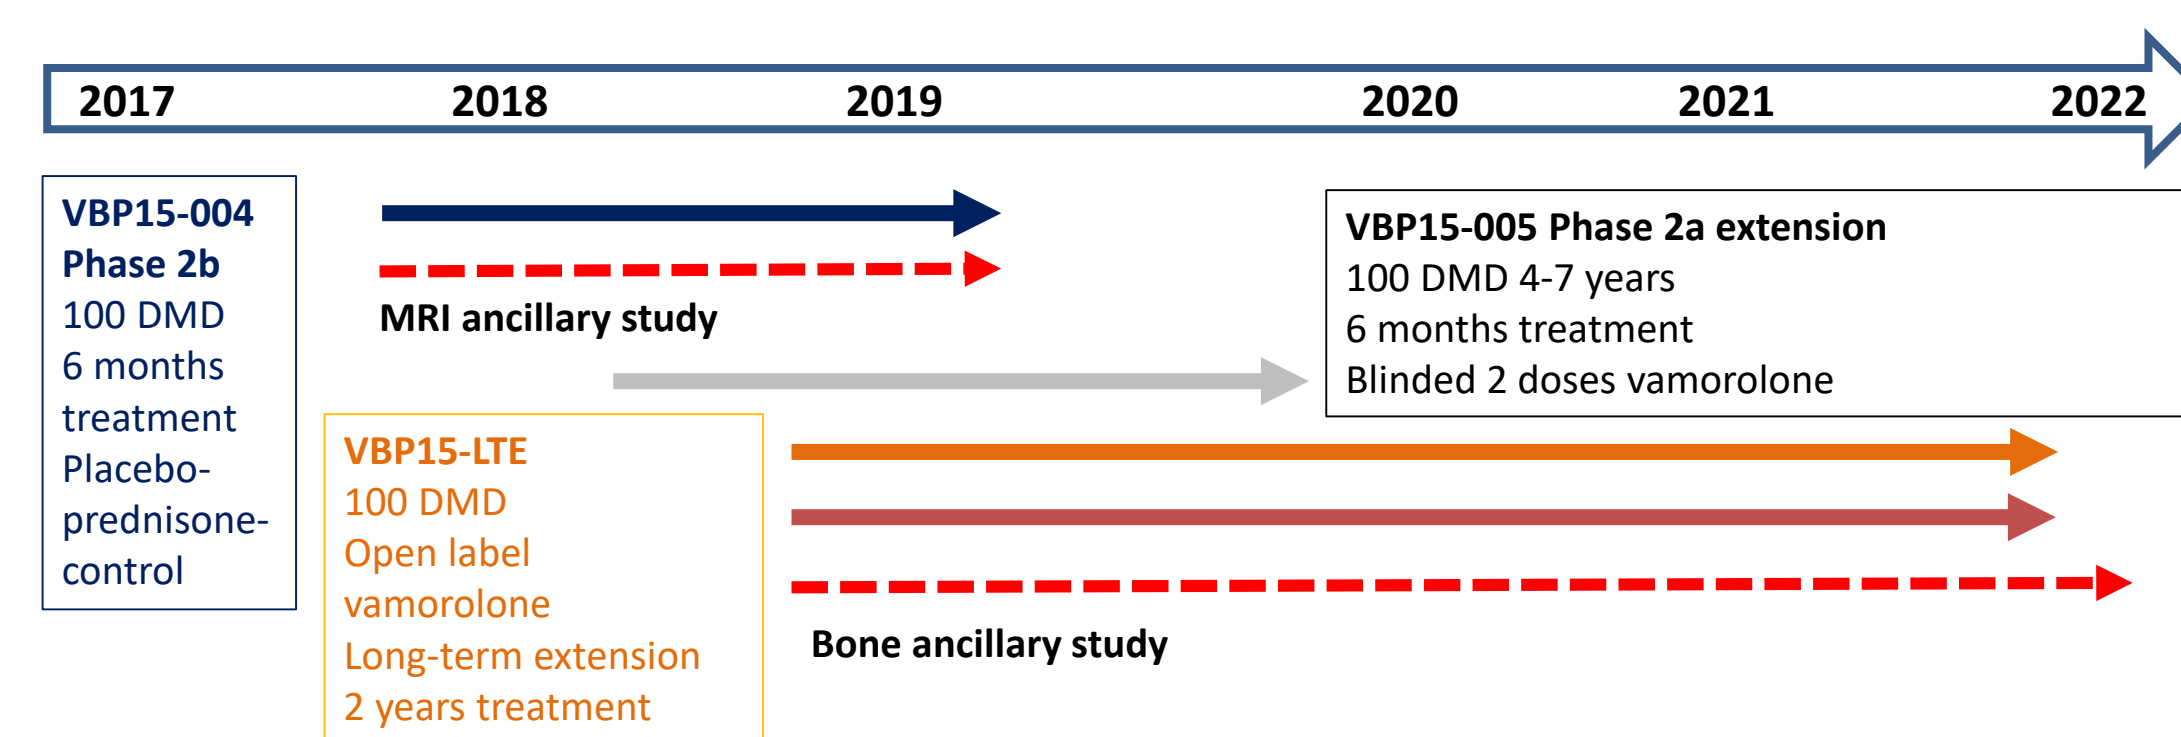 2017 2018 2019 2020 2021 2022
VBP15-004
Phase 2b
100 DMD
6 months
treatment
Placebo-
prednisone-
control
MRI ancillary study
VBP15-005 Phase 2a extension
100 DMD 4-7 years
6 months treatment
Blinded 2 doses vamorolone
VBP15-LTE
100 DMD
Open label
vamorolone
Long-term extension
2 years treatment
Bone ancillary study